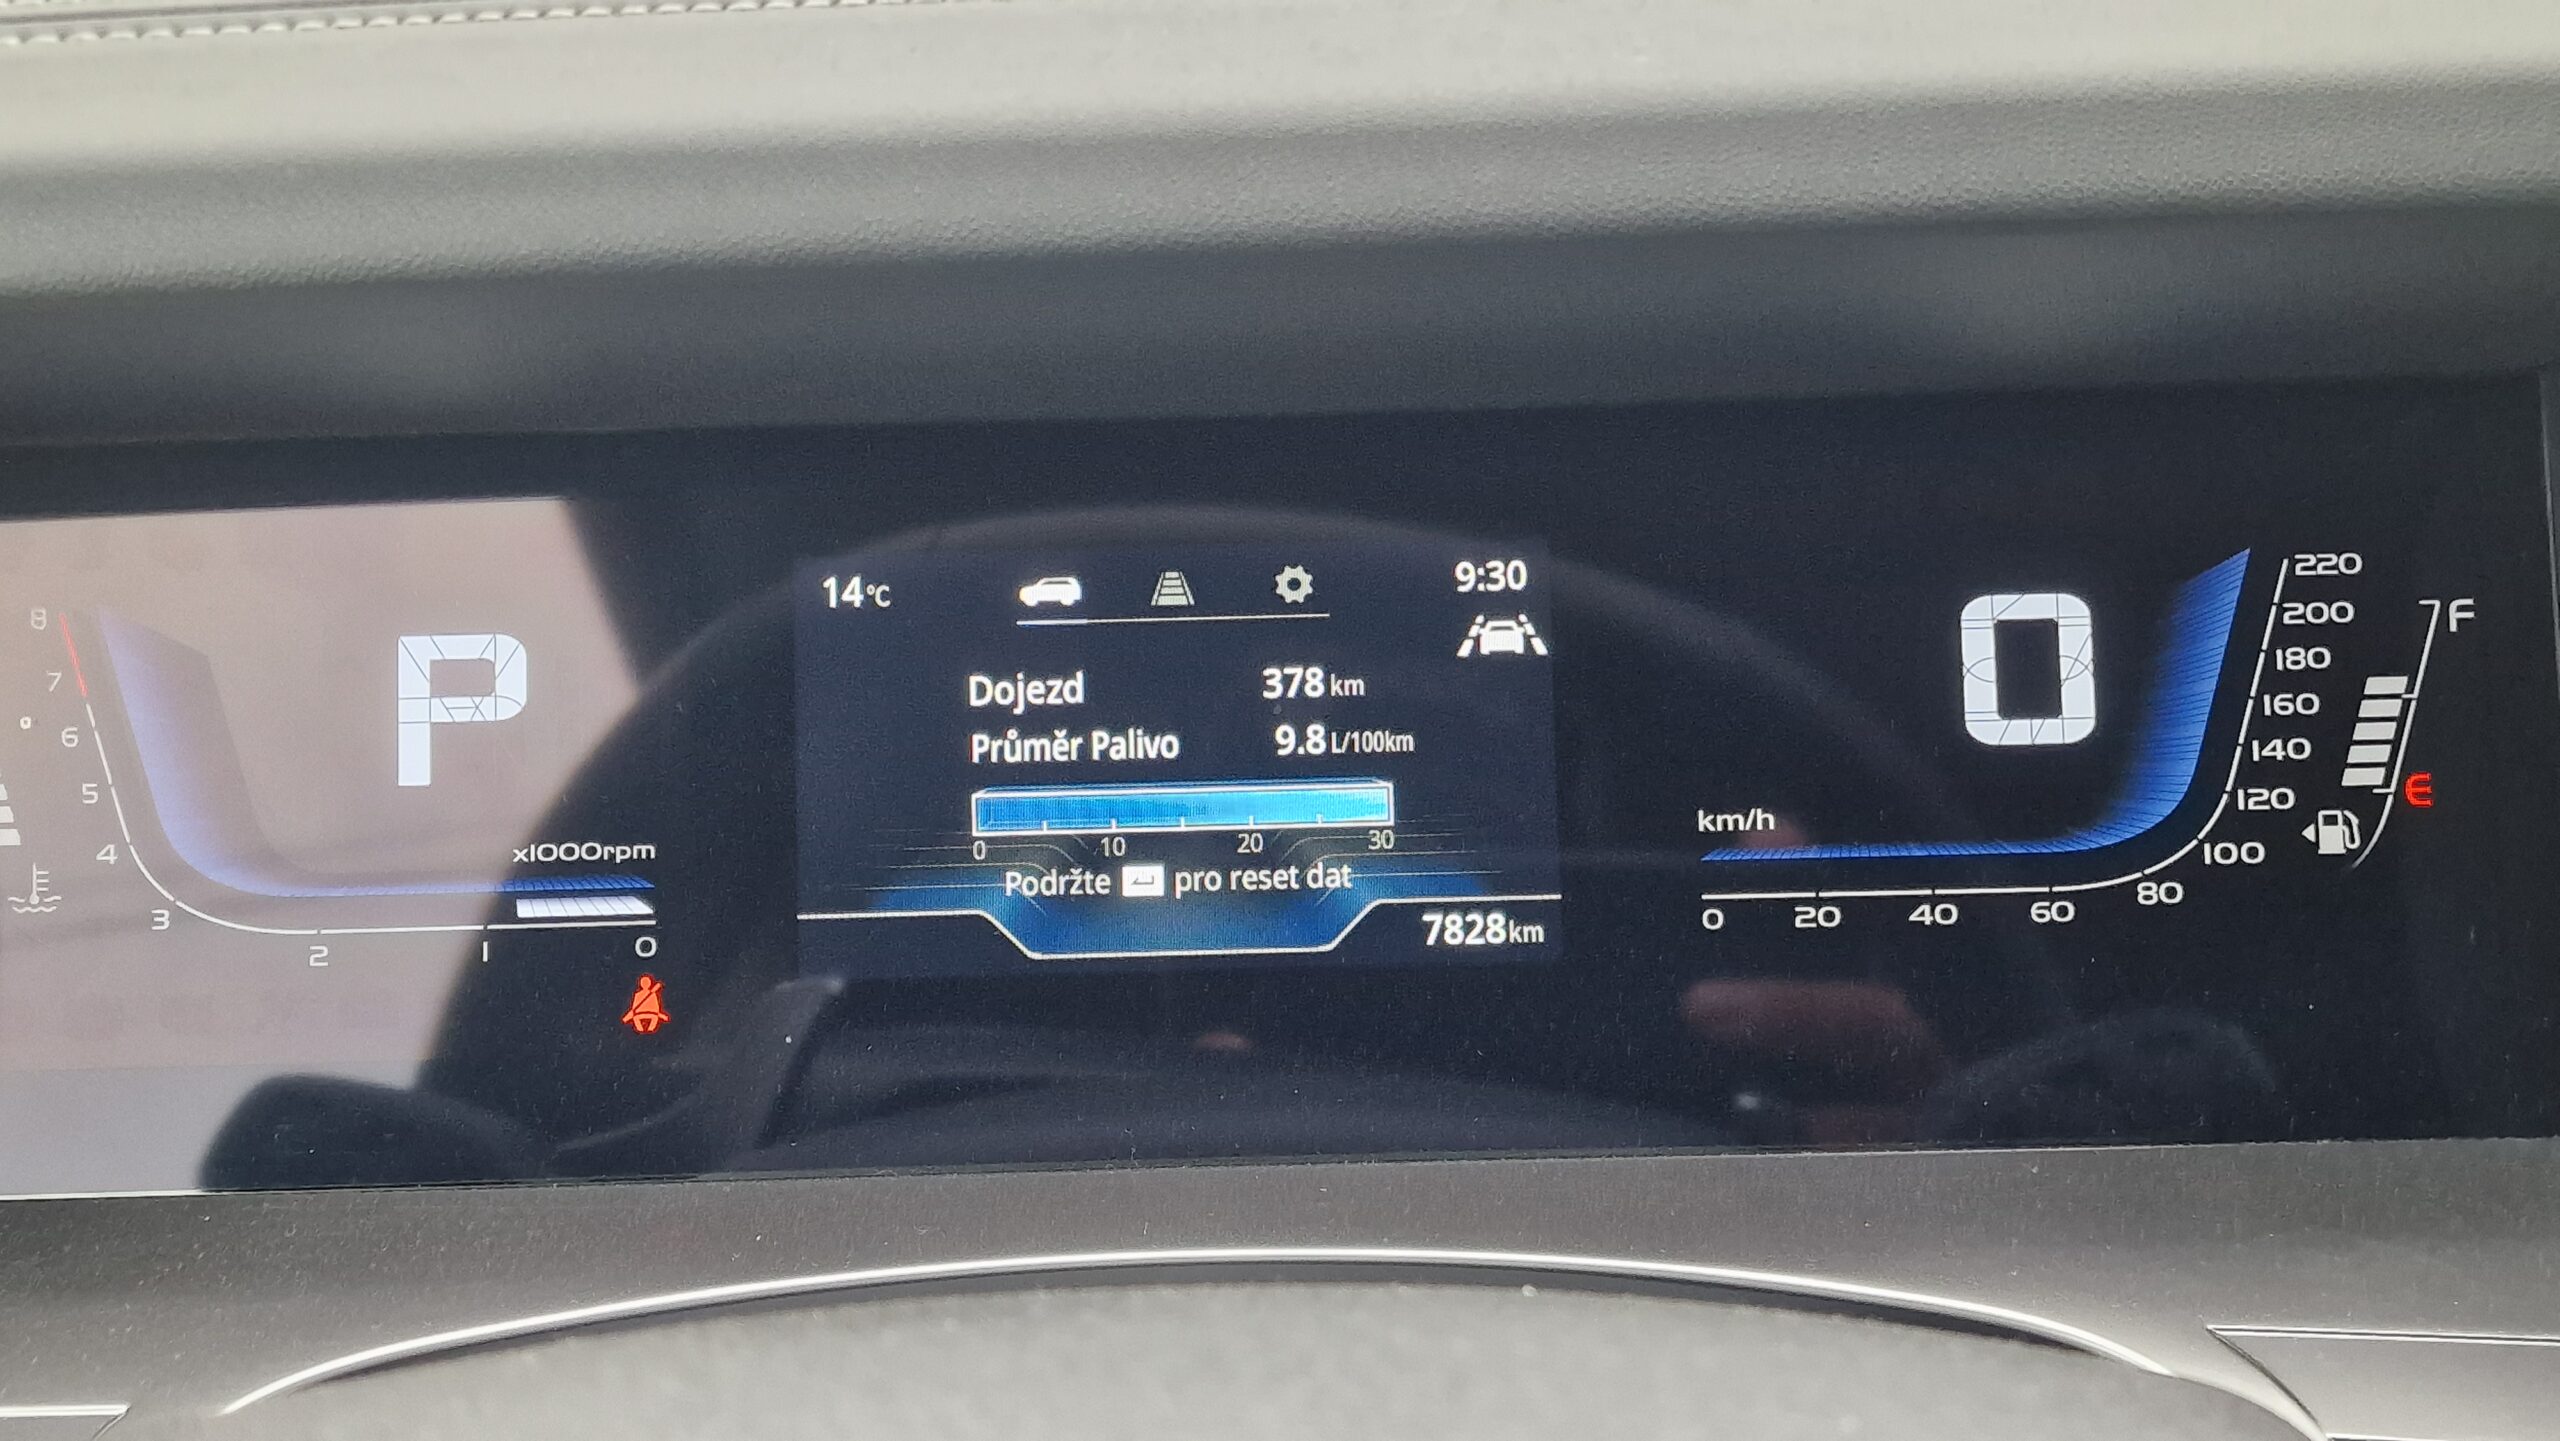 14°C
9:30
P
0
8
7
6
5
4
3
2
1
0
x1000rpm
Dojezd 378 km
Průměr Palivo 9.8 L/100km
0 10 20 30
Podržte pro reset dat
7828 km
km/h
0 20 40 60 80 100 120 140 160 180 200 220
F
E